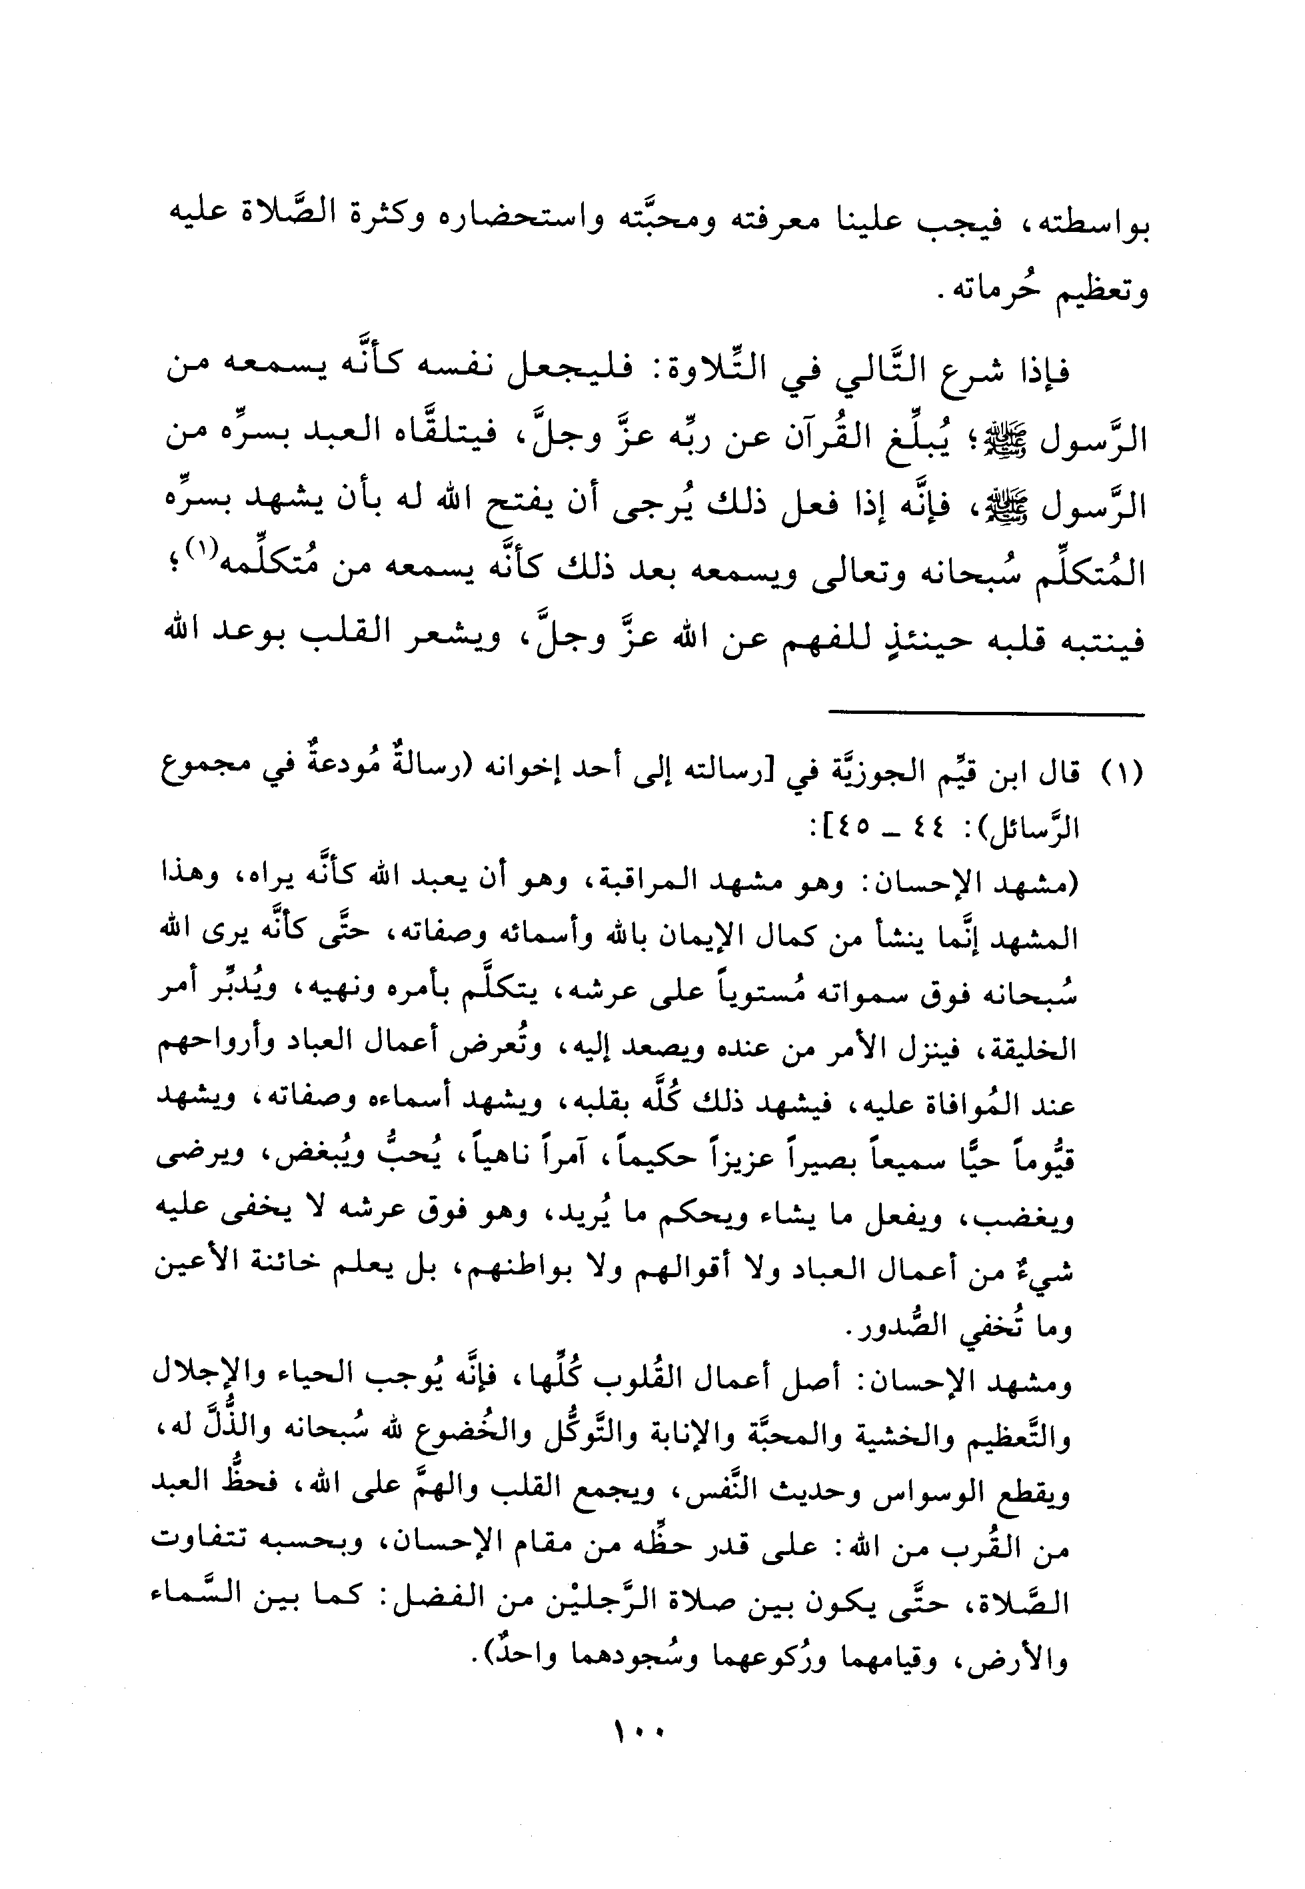 بواسطته، فيجب علينا معرفته ومحبَّته واستحضاره وكثرة الصَّلاة عليه
وتعظيم حُرماته.
فإذا شرع التَّالي في التِّلاوة: فليجعل نفسه كأنَّه يسمعه من
الرَّسول ﷺ؛ يُبلِّغ القُرآن عن ربِّه عزَّ وجلَّ، فيتلقَّاه العبد بسرِّه من
الرَّسول ﷺ، فإنَّه إذا فعل ذلك يُرجى أن يفتح الله له بأن يشهد بسرِّه
المُتكلِّم سُبحانه وتعالى ويسمعه بعد ذلك كأنَّه يسمعه من مُتكلِّمه(١)؛
فينتبه قلبه حينئذٍ للفهم عن الله عزَّ وجلَّ، ويشعر القلب بوعد الله
(١) قال ابن قيِّم الجوزيَّة في [رسالته إلى أحد إخوانه (رسالةٌ مُودعةٌ في مجموع
الرَّسائل): ٤٤ ـ ٤٥]:
(مشهد الإحسان: وهو مشهد المراقبة، وهو أن يعبد الله كأنَّه يراه، وهذا
المشهد إنَّما ينشأ من كمال الإيمان بالله وأسمائه وصفاته، حتَّى كأنَّه يرى الله
سُبحانه فوق سمواته مُستوياً على عرشه، يتكلَّم بأمره ونهيه، ويُدبِّر أمر
الخليقة، فينزل الأمر من عنده ويصعد إليه، وتُعرض أعمال العباد وأرواحهم
عند المُوافاة عليه، فيشهد ذلك كُلَّه بقلبه، ويشهد أسماءه وصفاته، ويشهد
قيُّوماً حيًّا سميعاً بصيراً عزيزاً حكيماً، آمراً ناهياً، يُحبُّ ويُبغض، ويرضى
ويغضب، ويفعل ما يشاء ويحكم ما يُريد، وهو فوق عرشه لا يخفى عليه
شيءٌ من أعمال العباد ولا أقوالهم ولا بواطنهم، بل يعلم خائنة الأعين
وما تُخفي الصُّدور.
ومشهد الإحسان: أصل أعمال القُلوب كُلِّها، فإنَّه يُوجب الحياء والإجلال
والتَّعظيم والخشية والمحبَّة والإنابة والتَّوكُّل والخُضوع لله سُبحانه والذُّلَّ له،
ويقطع الوسواس وحديث النَّفس، ويجمع القلب والهمَّ على الله، فحظُّ العبد
من القُرب من الله: على قدر حظِّه من مقام الإحسان، وبحسبه تتفاوت
الصَّلاة، حتَّى يكون بين صلاة الرَّجليْن من الفضل: كما بين السَّماء
والأرض، وقيامهما ورُكوعهما وسُجودهما واحدٌ).
١٠٠